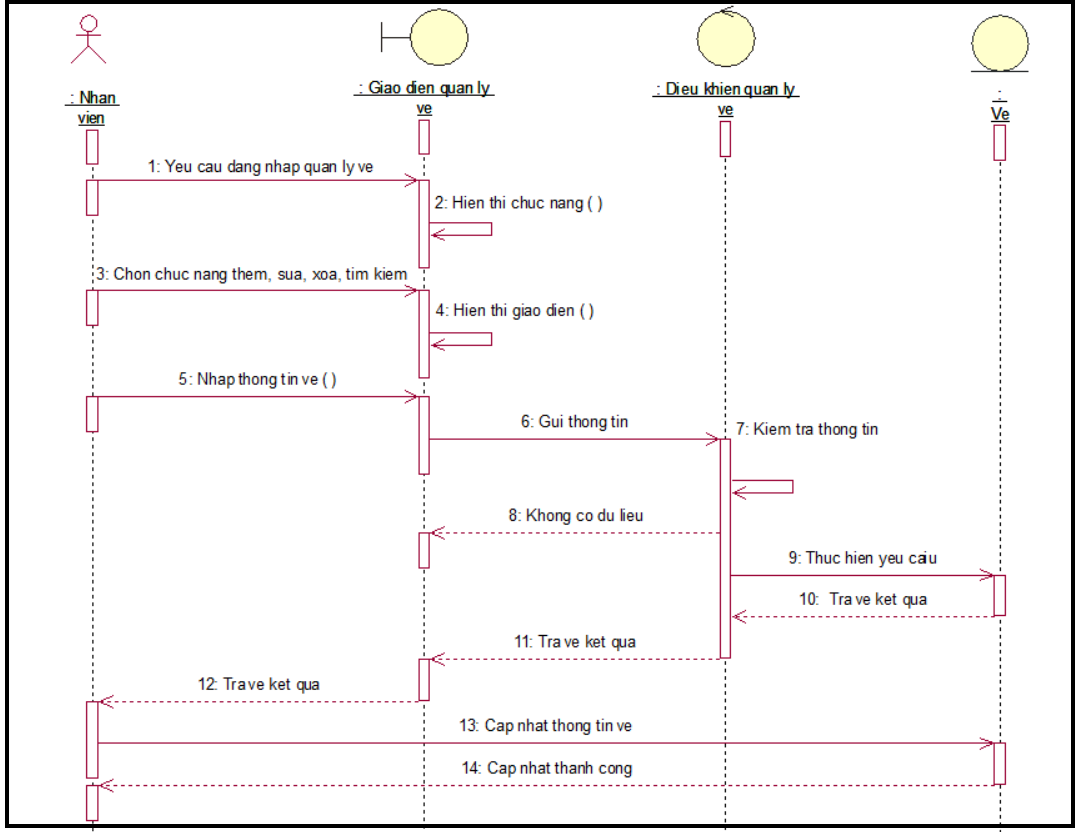 : Nhan
vien
: Giao dien quan ly
ve
: Dieu khien quan ly
ve
:
Ve
1: Yeu cau dang nhap quan ly ve
2: Hien thi chuc nang ( )
3: Chon chuc nang them, sua, xoa, tim kiem
4: Hien thi giao dien ( )
5: Nhap thong tin ve ( )
6: Gui thong tin
7: Kiem tra thong tin
8: Khong co du lieu
9: Thuc hien yeu caiu
10: Tra ve ket qua
11: Tra ve ket qua
12: Tra ve ket qua
13: Cap nhat thong tin ve
14: Cap nhat thanh cong